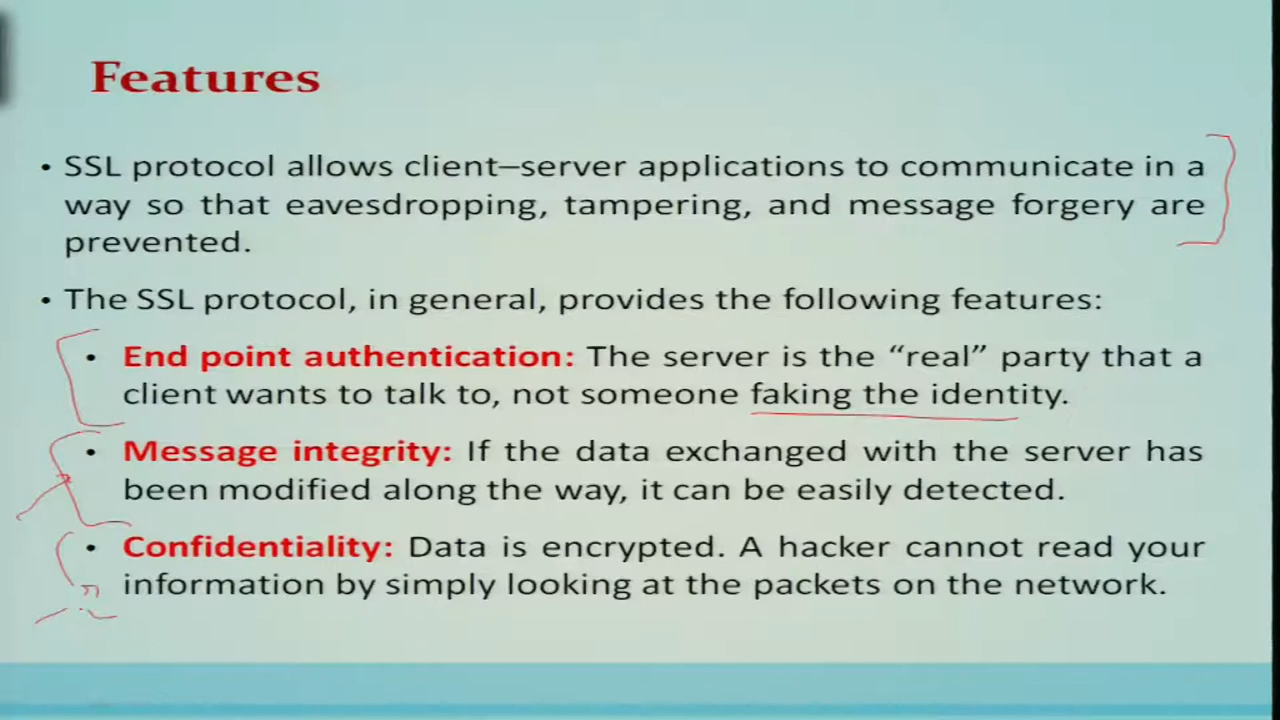 Features
• SSL protocol allows client–server applications to communicate in a
way so that eavesdropping, tampering, and message forgery are
prevented.
• The SSL protocol, in general, provides the following features:
• End point authentication: The server is the “real” party that a
client wants to talk to, not someone faking the identity.
• Message integrity: If the data exchanged with the server has
been modified along the way, it can be easily detected.
• Confidentiality: Data is encrypted. A hacker cannot read your
information by simply looking at the packets on the network.